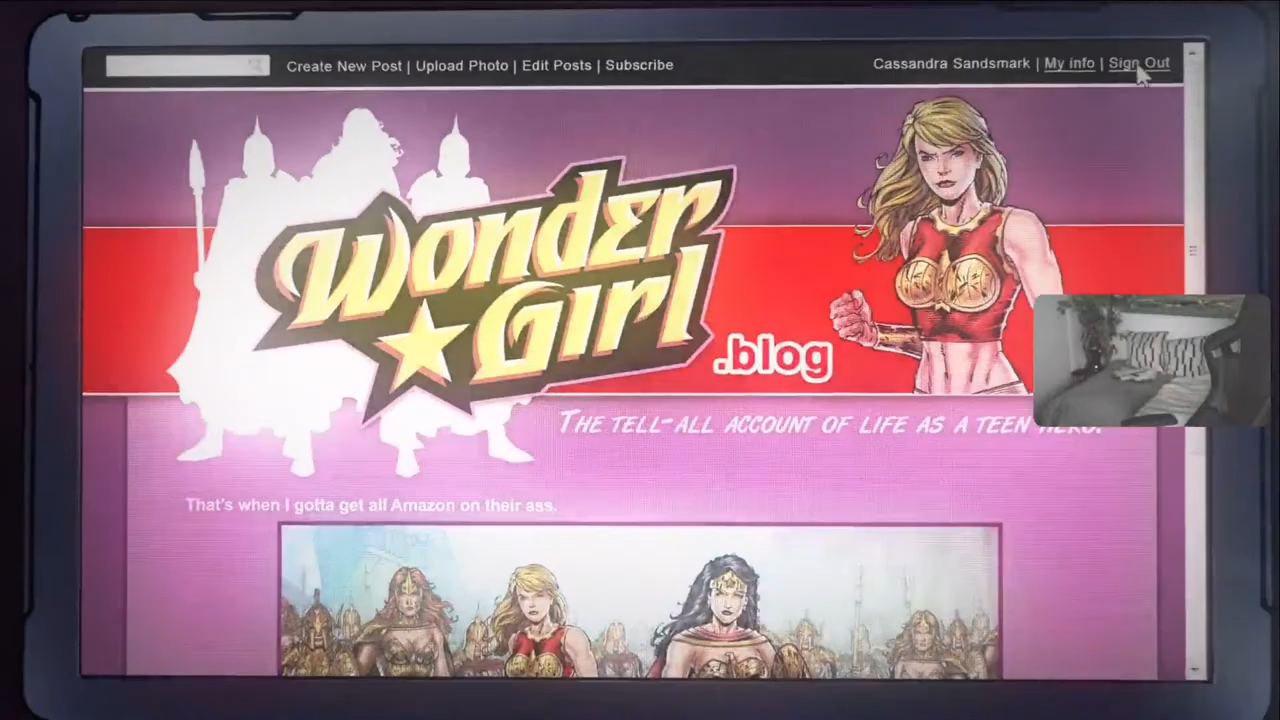 Create New Post | Upload Photo | Edit Posts | Subscribe
Cassandra Sandsmark | My info | Sign Out
Wonder
Girl
.blog
THE TELL-ALL ACCOUNT OF LIFE AS A TEEN HERO.
That's when I gotta get all Amazon on their ass.